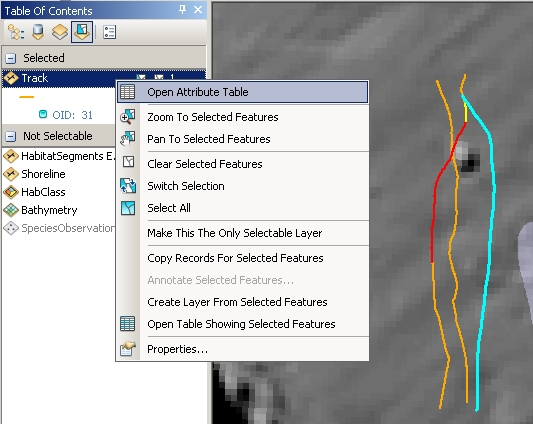 Table Of Contents
Selected
Track 1
OID: 31
Not Selectable
HabitatSegments E
Shoreline
HabClass
Bathymetry
SpeciesObservation
Open Attribute Table
Zoom To Selected Features
Pan To Selected Features
Clear Selected Features
Switch Selection
Select All
Make This The Only Selectable Layer
Copy Records For Selected Features
Annotate Selected Features...
Create Layer From Selected Features
Open Table Showing Selected Features
Properties...